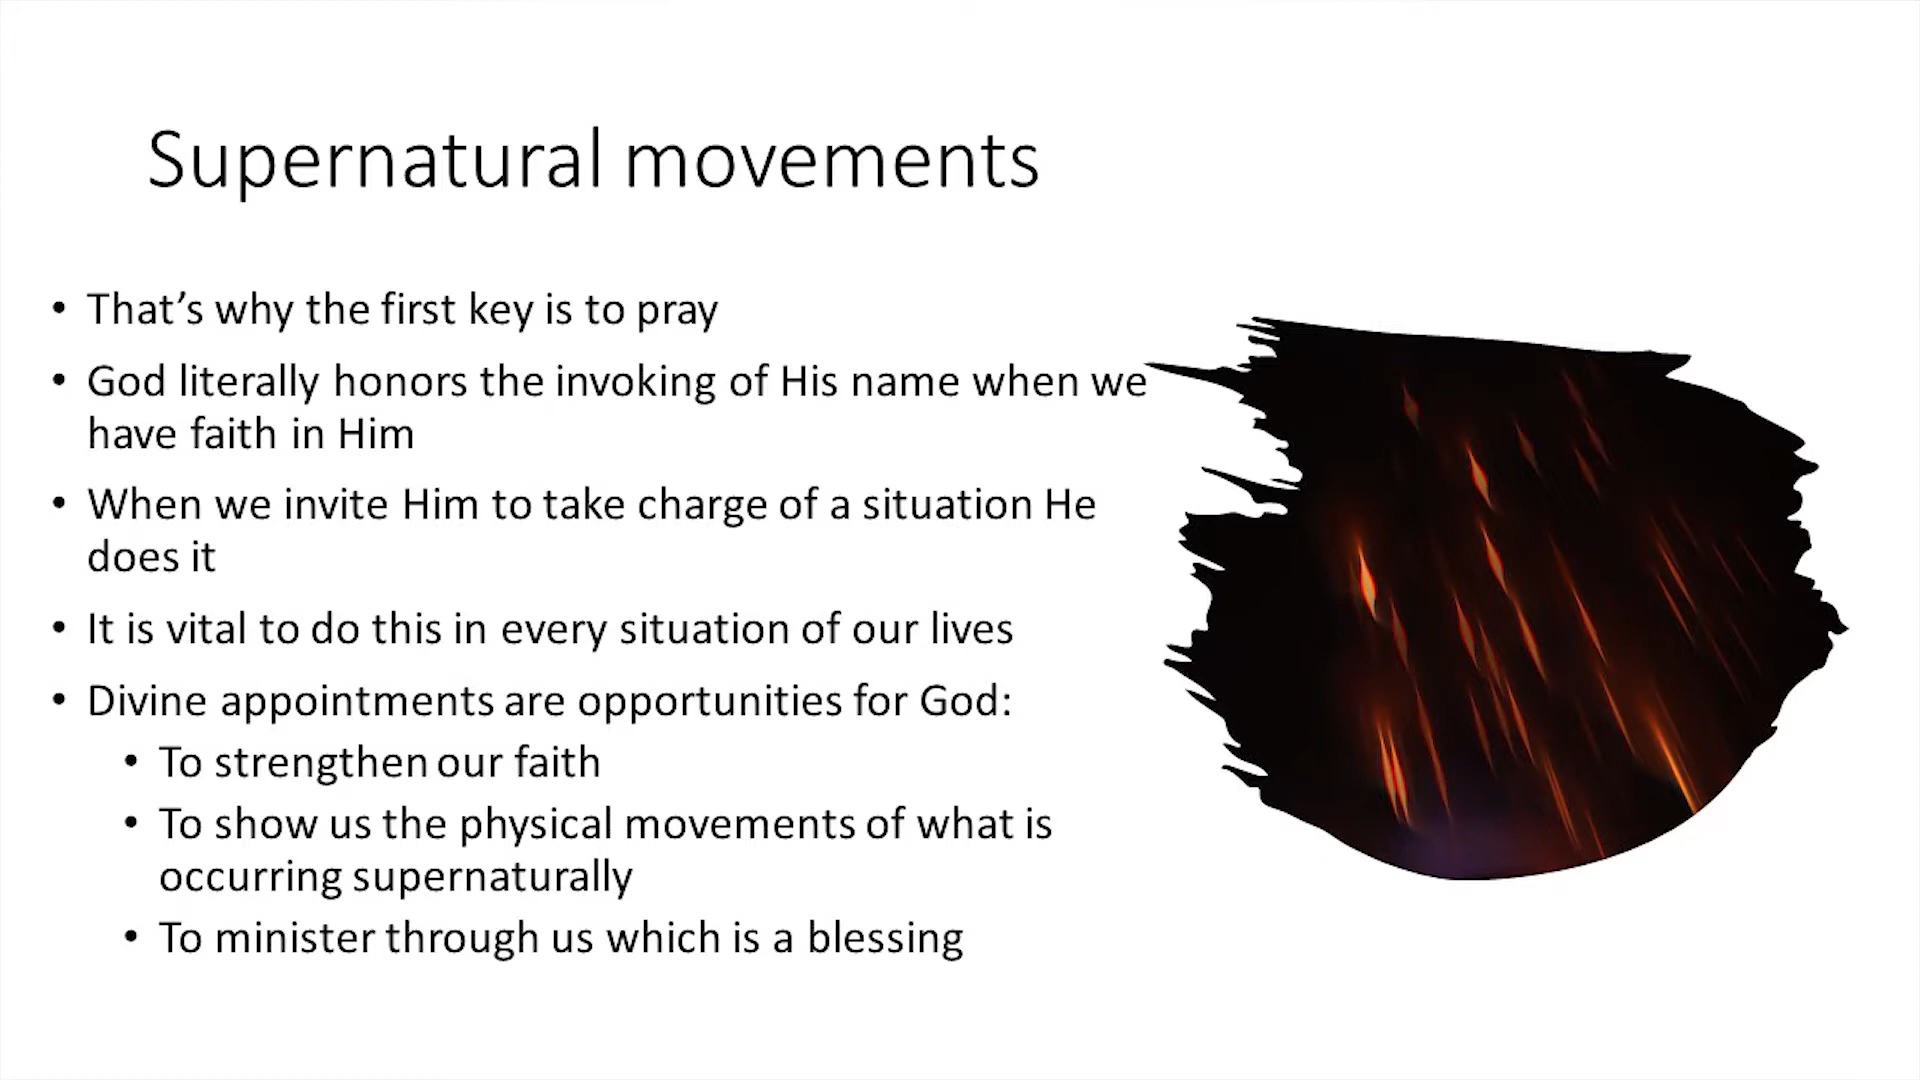 Supernatural movements
• That’s why the first key is to pray
• God literally honors the invoking of His name when we
have faith in Him
• When we invite Him to take charge of a situation He
does it
• It is vital to do this in every situation of our lives
• Divine appointments are opportunities for God:
• To strengthen our faith
• To show us the physical movements of what is
occurring supernaturally
• To minister through us which is a blessing